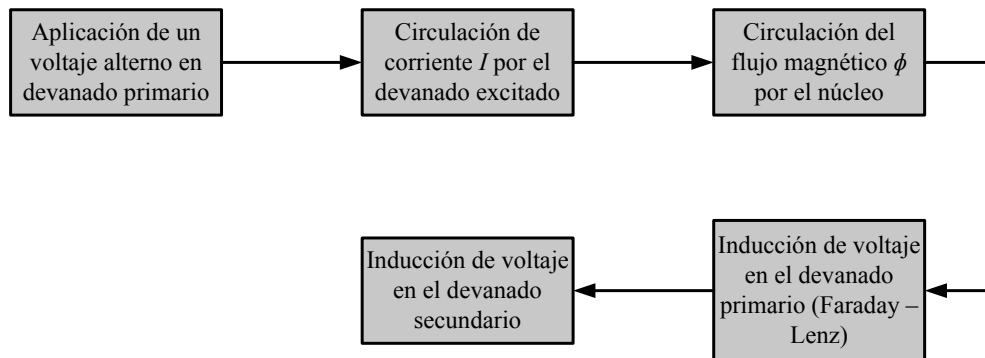 Aplicación de un
voltaje alterno en
devanado primario
Circulación de
corriente I por el
devanado excitado
Circulación del
flujo magnético ϕ
por el núcleo
Inducción de voltaje
en el devanado
primario (Faraday –
Lenz)
Inducción de voltaje
en el devanado
secundario